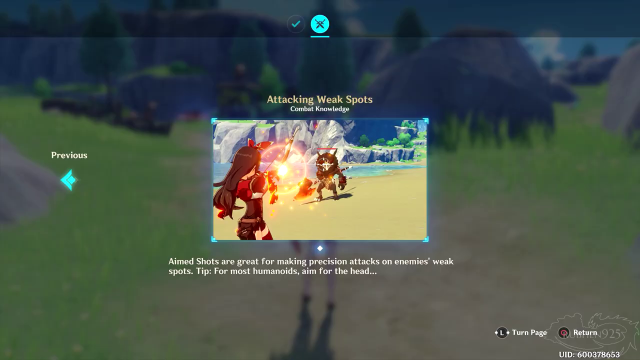 Attacking Weak Spots
Combat Knowledge
Previous
Aimed Shots are great for making precision attacks on enemies' weak
spots. Tip: For most humanoids, aim for the head...
L Turn Page Return
UID: 600378653